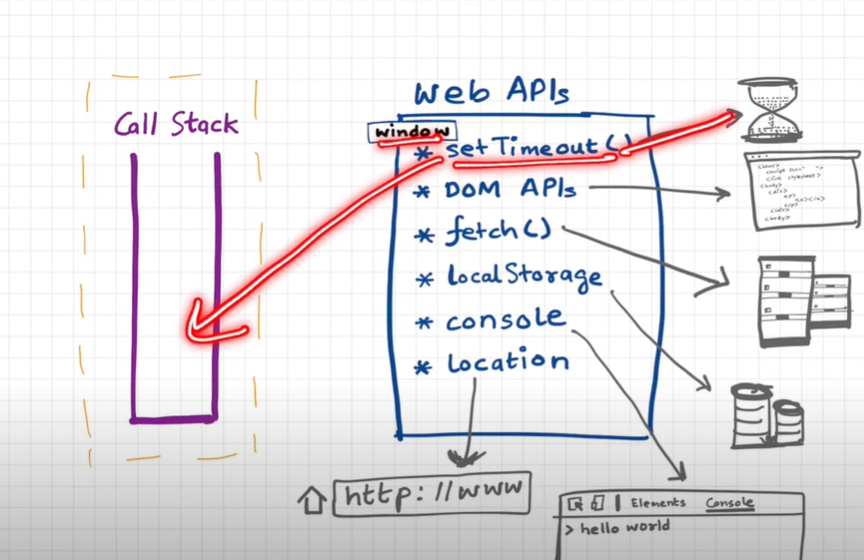 Web APIs
Call Stack
window
* setTimeout()
* DOM APIs
* fetch()
* localStorage
* console
* location
http://www
Elements Console
> hello world